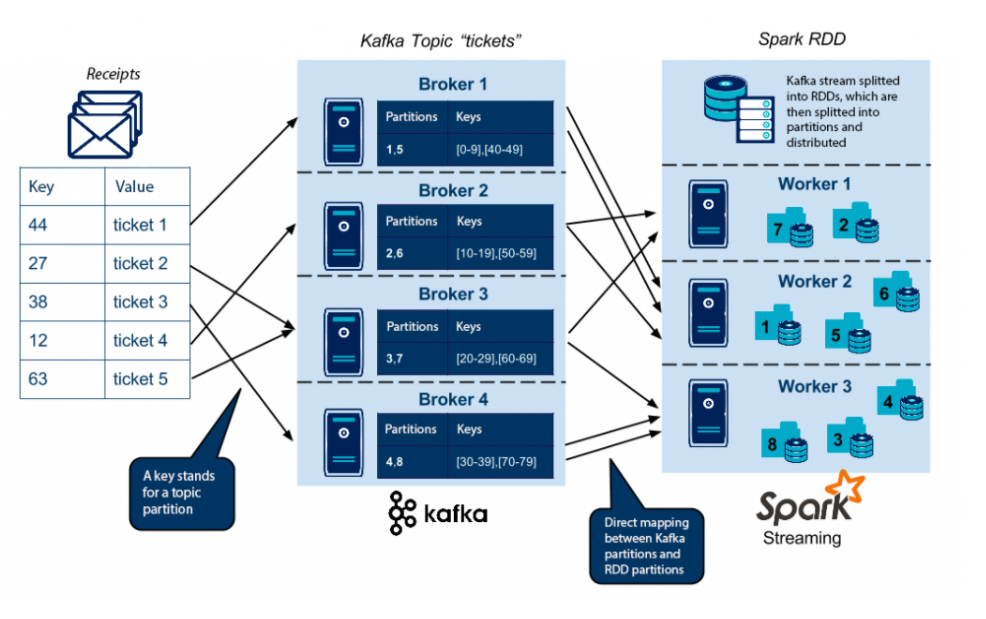 Kafka Topic “tickets”
Spark RDD
Receipts
Key Value
44 ticket 1
27 ticket 2
38 ticket 3
12 ticket 4
63 ticket 5
A key stands
for a topic
partition
Broker 1
Partitions Keys
1,5 [0-9],[40-49]
Broker 2
Partitions Keys
2,6 [10-19],[50-59]
Broker 3
Partitions Keys
3,7 [20-29],[60-69]
Broker 4
Partitions Keys
4,8 [30-39],[70-79]
kafka
Direct mapping
between Kafka
partitions and
RDD partitions
Kafka stream splitted
into RDDs, which are
then splitted into
partitions and
distributed
Worker 1
7 2
Worker 2
6
1 5
Worker 3
4
8 3
Spark
Streaming